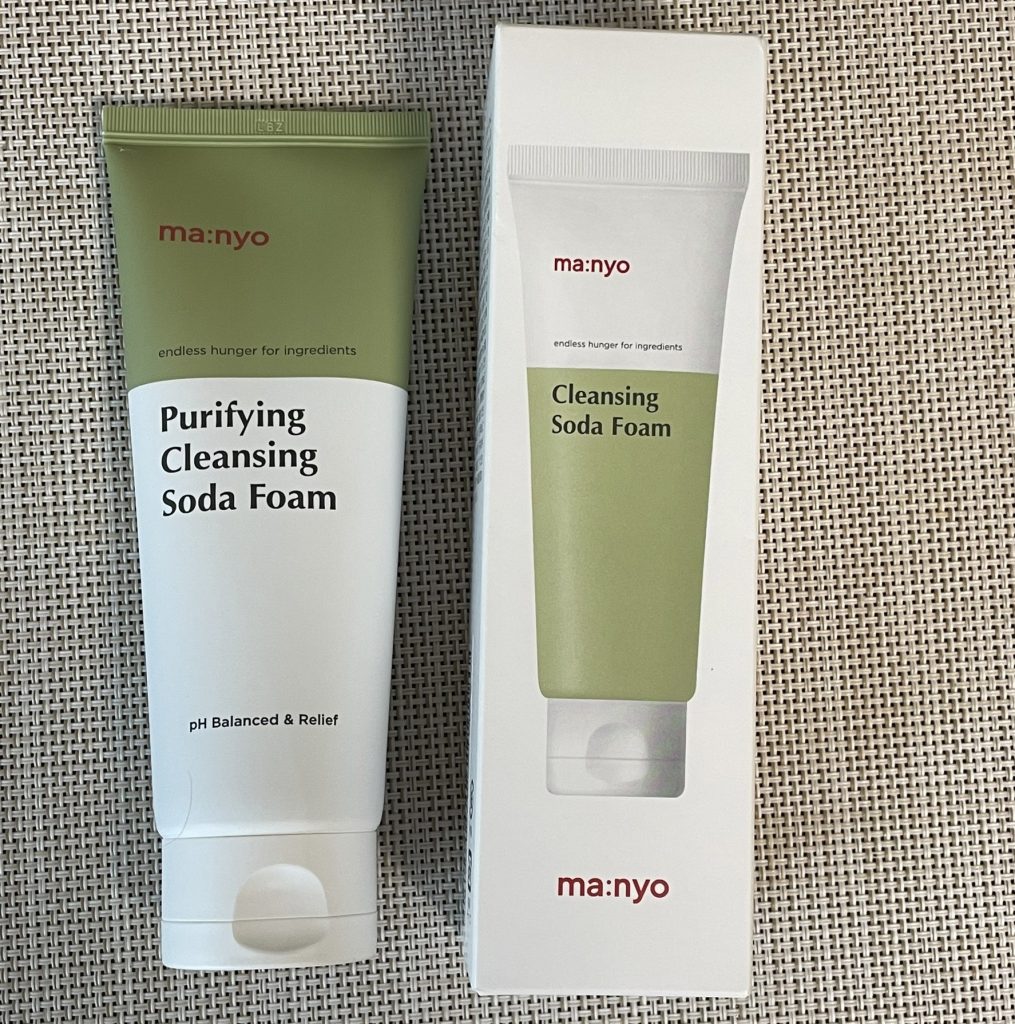 ma:nyo
endless hunger for ingredients
Purifying
Cleansing
Soda Foam
pH Balanced & Relief
ma:nyo
endless hunger for ingredients
Cleansing
Soda Foam
ma:nyo